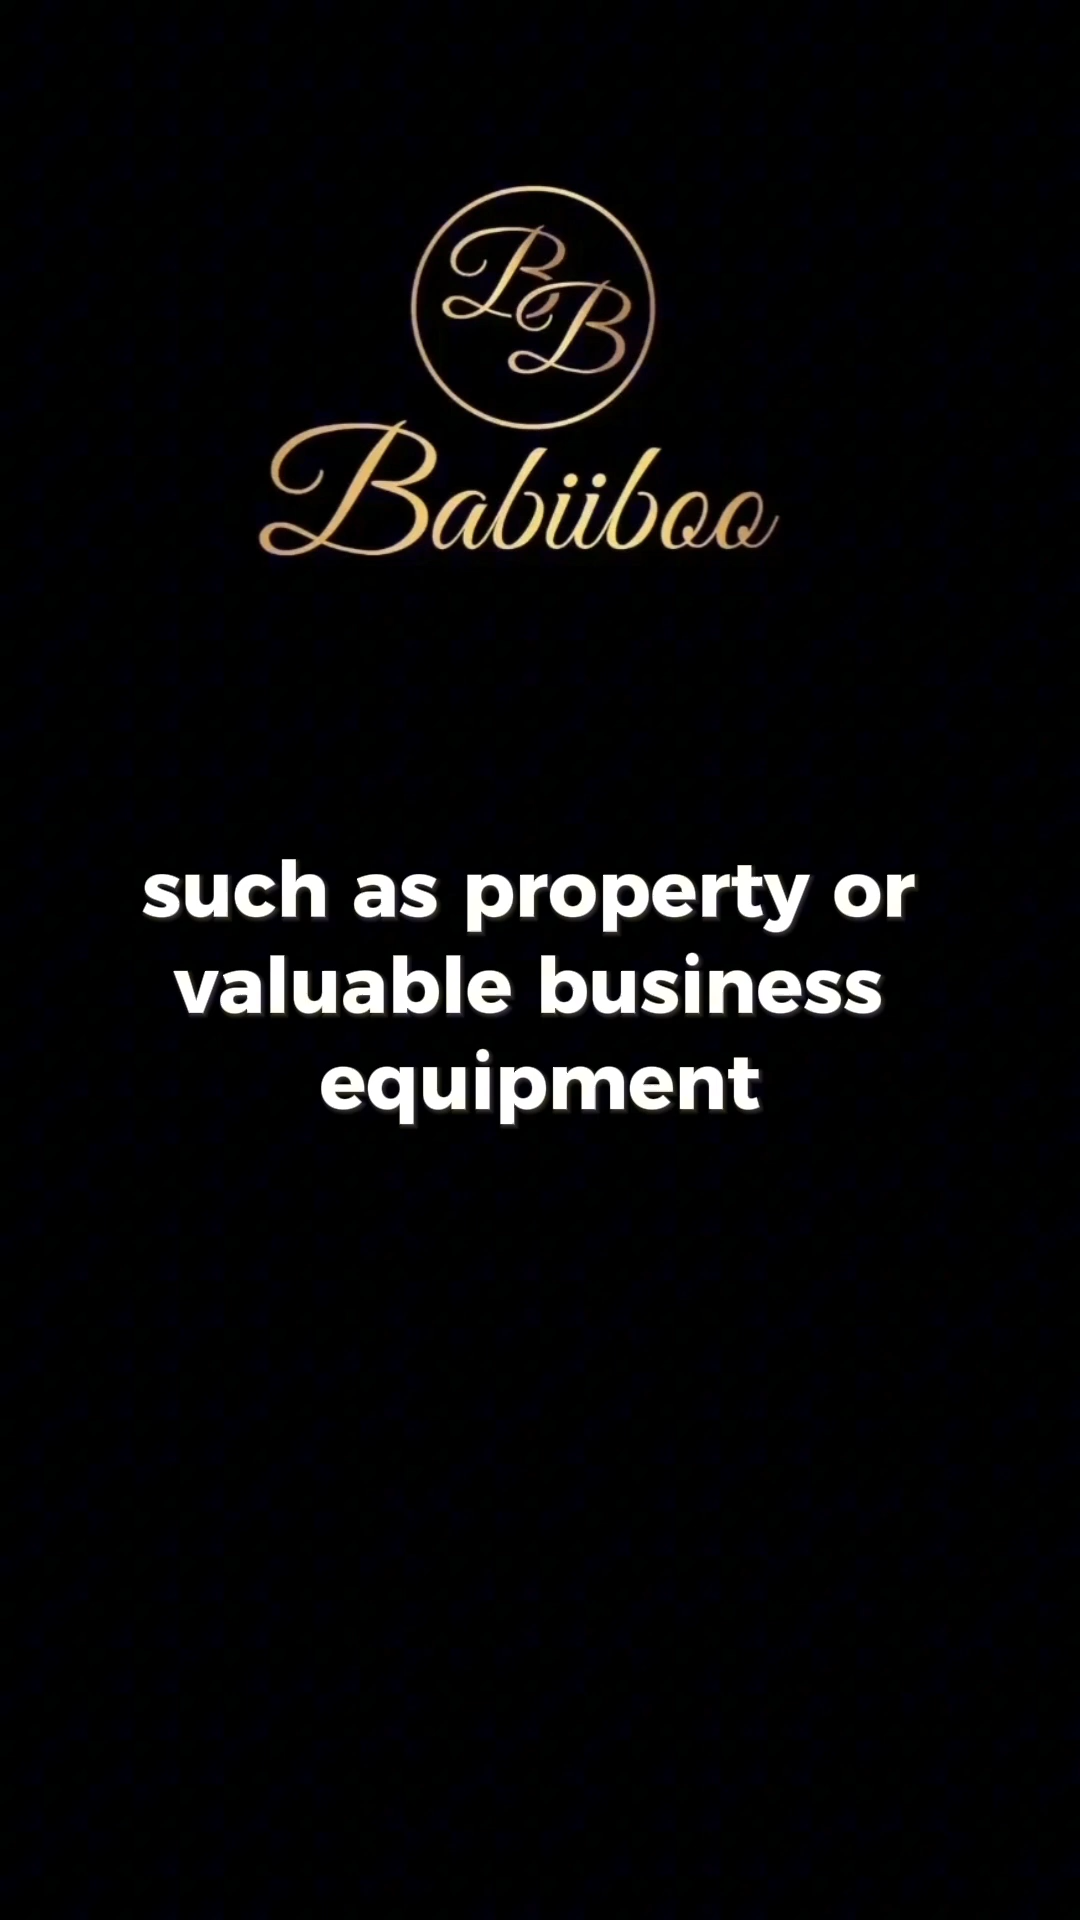 BB
Babiiboo
such as property or
valuable business
equipment